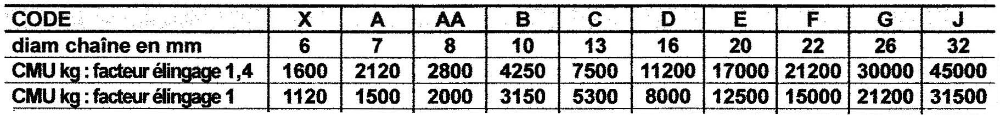 CODE X A AA B C D E F G J
diam chaîne en mm 6 7 8 10 13 16 20 22 26 32
CMU kg : facteur élingage 1,4 1600 2120 2800 4250 7500 11200 17000 21200 30000 45000
CMU kg : facteur élingage 1 1120 1500 2000 3150 5300 8000 12500 15000 21200 31500